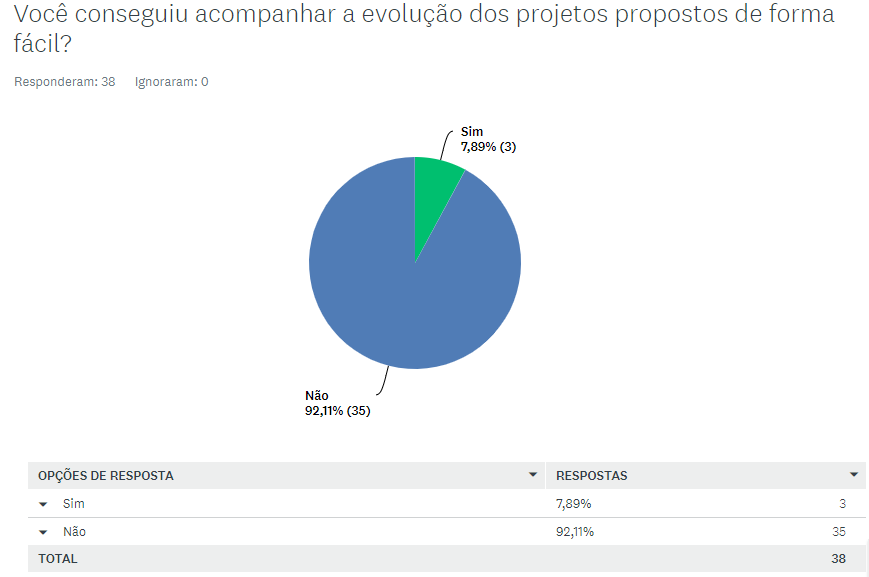 Você conseguiu acompanhar a evolução dos projetos propostos de forma
fácil?
Responderam: 38 Ignoraram: 0
Sim
7,89% (3)
Não
92,11% (35)
OPÇÕES DE RESPOSTA RESPOSTAS
Sim 7,89% 3
Não 92,11% 35
TOTAL 38